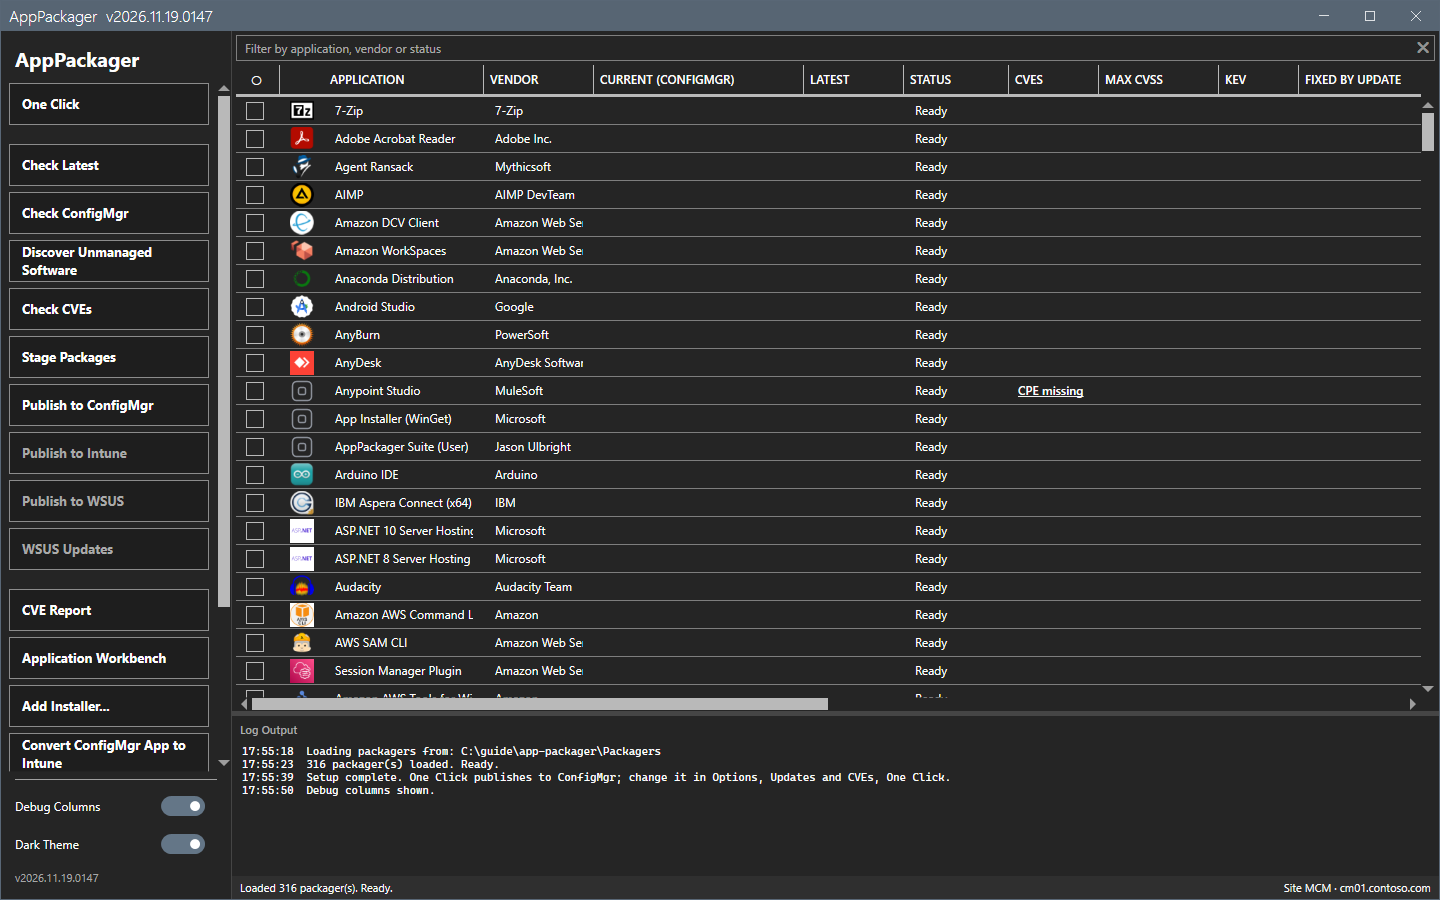 AppPackager v2026.11.19.0147
AppPackager
One Click
Check Latest
Check ConfigMgr
Discover Unmanaged
Software
Check CVEs
Stage Packages
Publish to ConfigMgr
Publish to Intune
Publish to WSUS
WSUS Updates
CVE Report
Application Workbench
Add Installer...
Convert ConfigMgr App to
Intune
Debug Columns
Dark Theme
v2026.11.19.0147
Filter by application, vendor or status
APPLICATION VENDOR CURRENT (CONFIGMGR) LATEST STATUS CVES MAX CVSS KEV FIXED BY UPDATE
7-Zip 7-Zip Ready
Adobe Acrobat Reader Adobe Inc. Ready
Agent Ransack Mythicsoft Ready
AIMP AIMP DevTeam Ready
Amazon DCV Client Amazon Web Se Ready
Amazon WorkSpaces Amazon Web Se Ready
Anaconda Distribution Anaconda, Inc. Ready
Android Studio Google Ready
AnyBurn PowerSoft Ready
AnyDesk AnyDesk Softwar Ready
Anypoint Studio MuleSoft Ready CPE missing
App Installer (WinGet) Microsoft Ready
AppPackager Suite (User) Jason Ulbright Ready
Arduino IDE Arduino Ready
IBM Aspera Connect (x64) IBM Ready
ASP.NET 10 Server Hosting Microsoft Ready
ASP.NET 8 Server Hosting Microsoft Ready
Audacity Audacity Team Ready
Amazon AWS Command L Amazon Ready
AWS SAM CLI Amazon Web Se Ready
Session Manager Plugin Amazon Web Se Ready
Amazon AWS Tools for Wi Amazon Ready
Log Output
17:55:18 Loading packagers from: C:\guide\app-packager\Packagers
17:55:23 316 packager(s) loaded. Ready.
17:55:39 Setup complete. One Click publishes to ConfigMgr; change it in Options, Updates and CVEs, One Click.
17:55:50 Debug columns shown.
Loaded 316 packager(s). Ready.
Site MCM · cm01.contoso.com